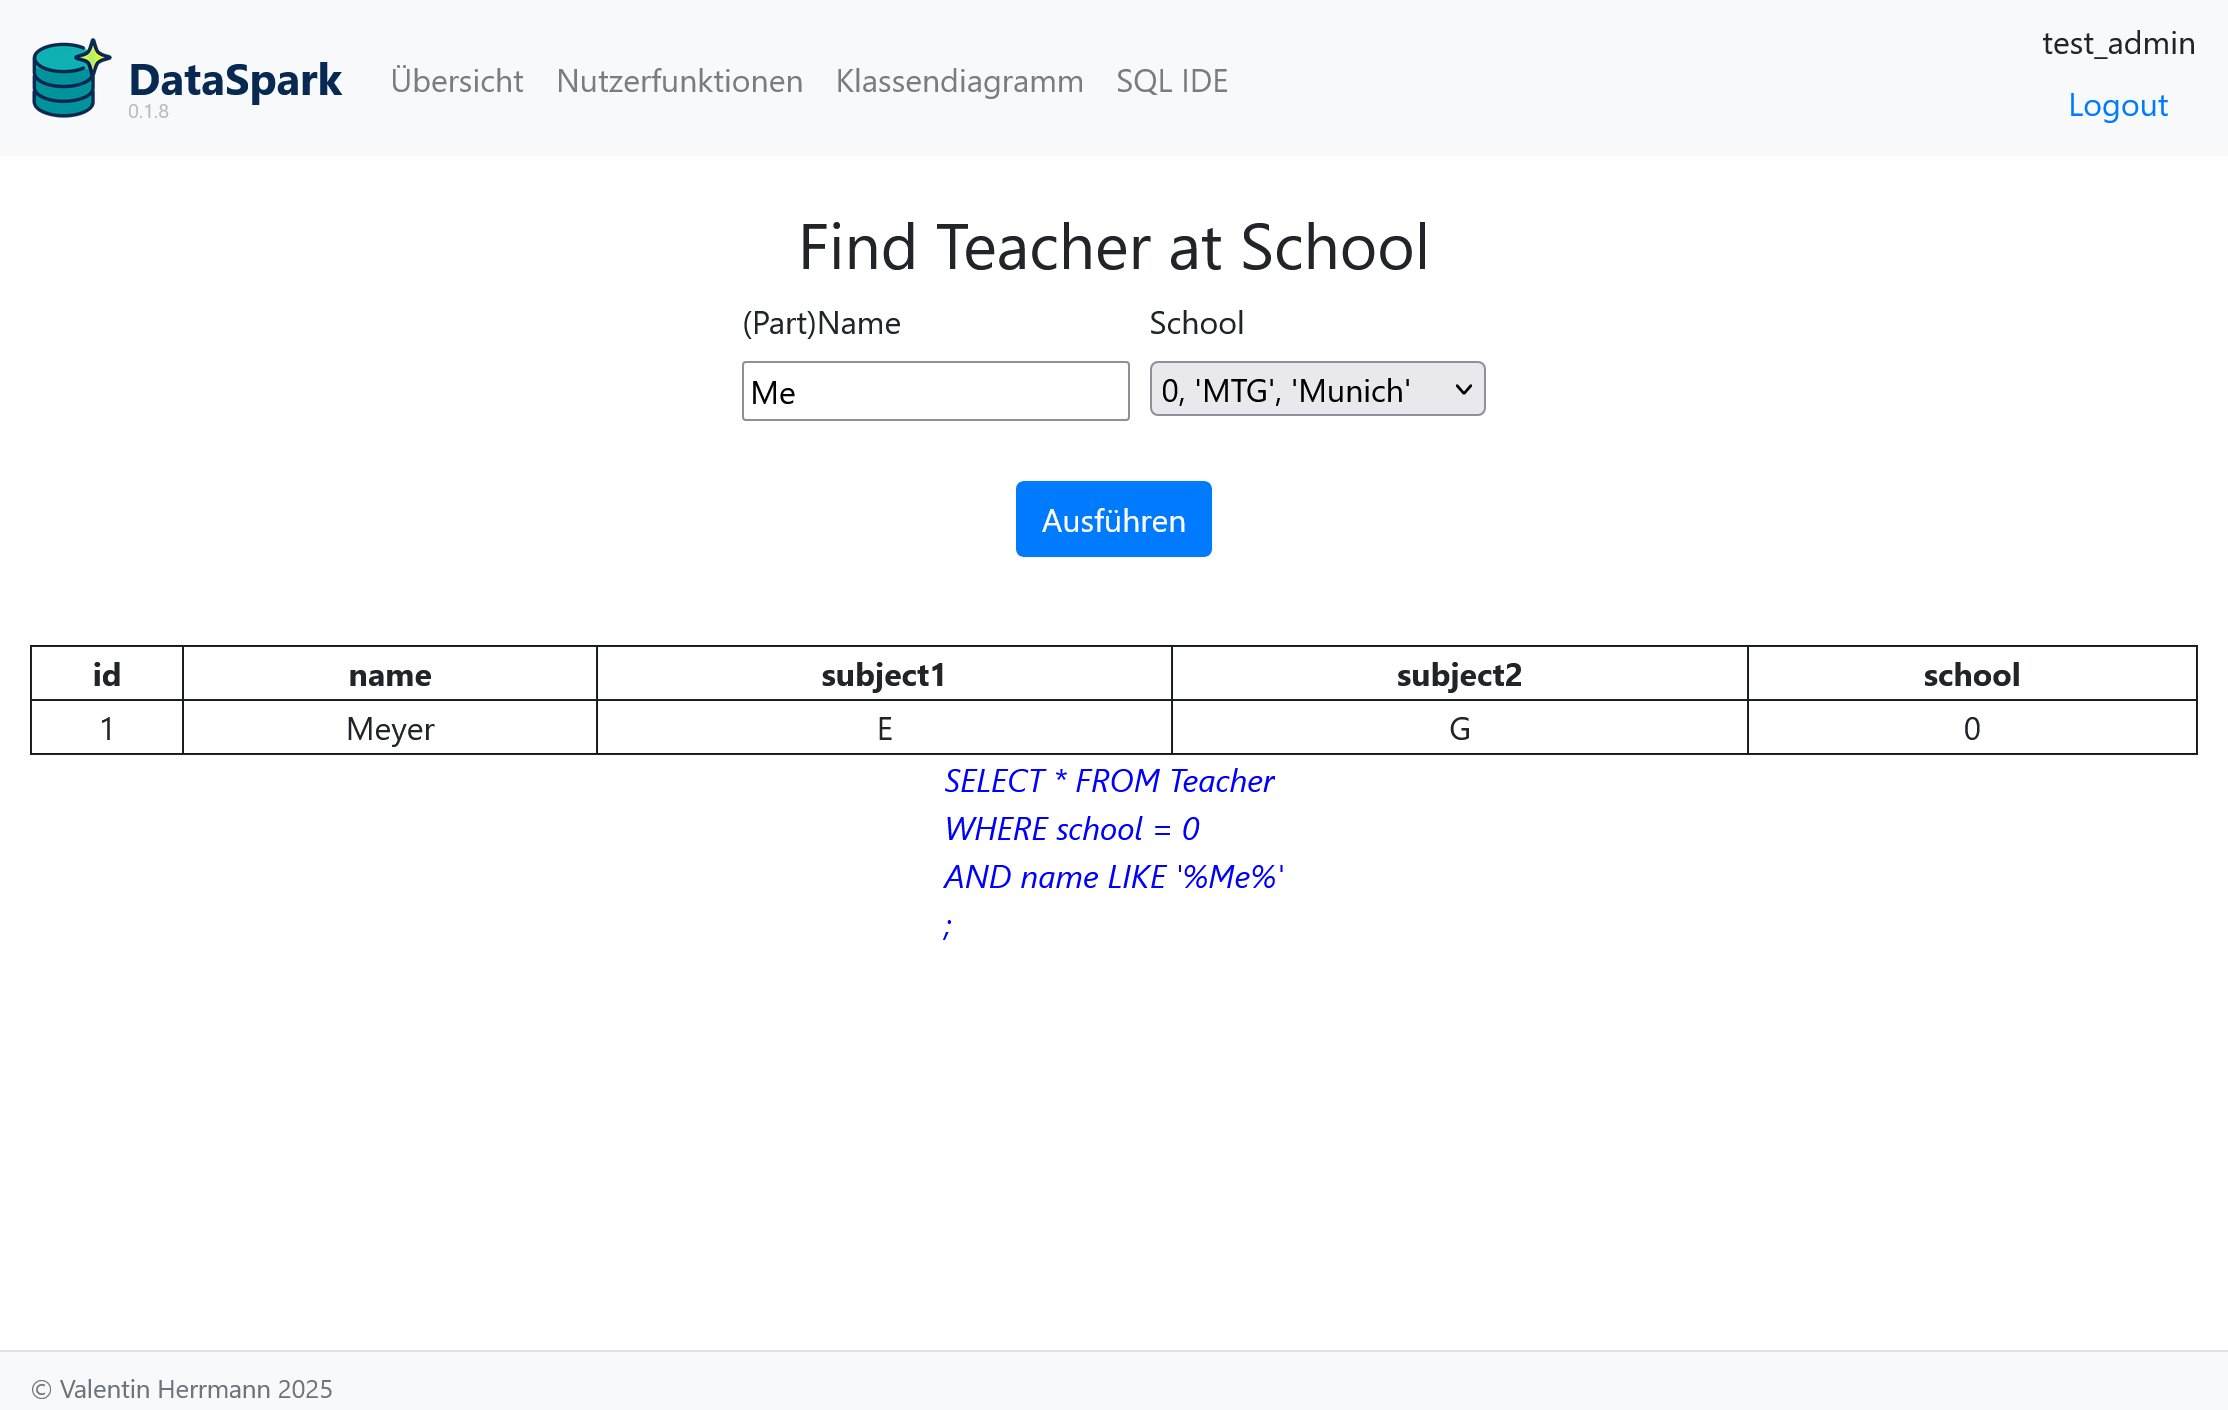 DataSpark
0.1.8
Übersicht Nutzerfunktionen Klassendiagramm SQL IDE
test_admin
Logout
Find Teacher at School
(Part)Name School
Me 0, 'MTG', 'Munich'
Ausführen
id name subject1 subject2 school
1 Meyer E G 0
SELECT * FROM Teacher
WHERE school = 0
AND name LIKE '%Me%'
;
© Valentin Herrmann 2025